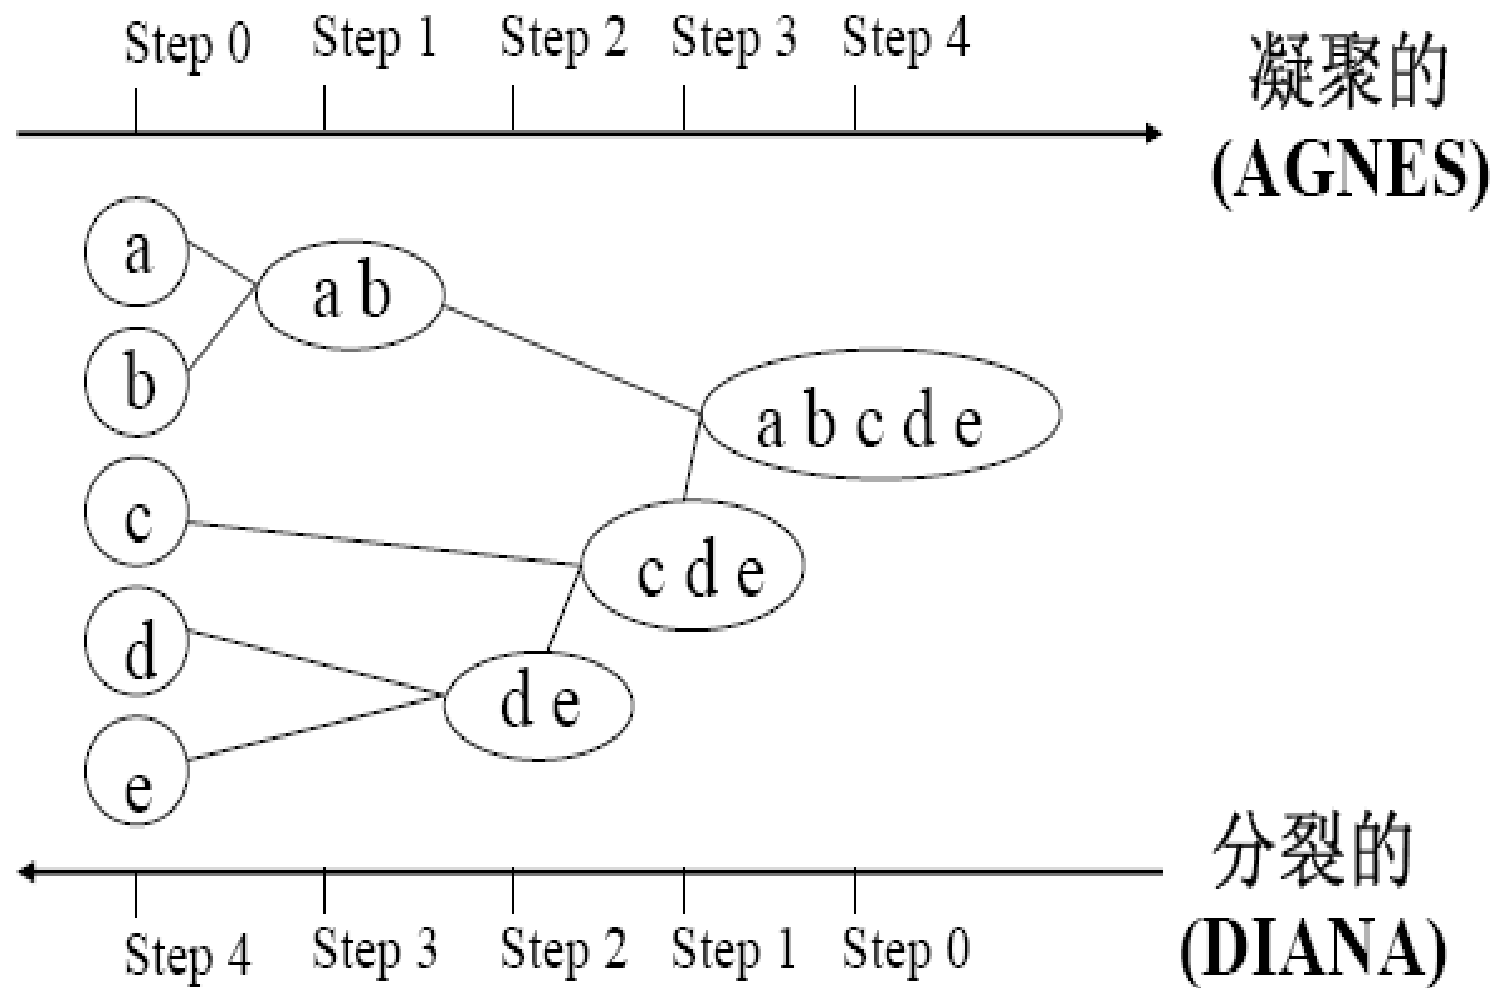 Step 0 Step 1 Step 2 Step 3 Step 4
凝聚的
(AGNES)
a
a b
b
a b c d e
c
c d e
d
d e
e
分裂的
(DIANA)
Step 4 Step 3 Step 2 Step 1 Step 0